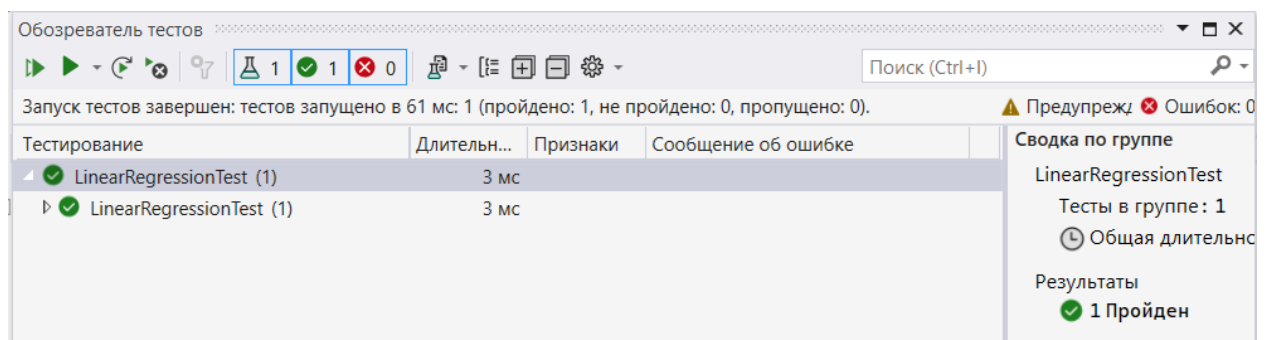 Обозреватель тестов
1 1 0 Поиск (Ctrl+I)
Запуск тестов завершен: тестов запущено в 61 мс: 1 (пройдено: 1, не пройдено: 0, пропущено: 0). Предупреж Ошибок: 0
Тестирование Длительн... Признаки Сообщение об ошибке
LinearRegressionTest (1) 3 мс
LinearRegressionTest (1) 3 мс
Сводка по группе
LinearRegressionTest
Тесты в группе: 1
Общая длительно
Результаты
1 Пройден